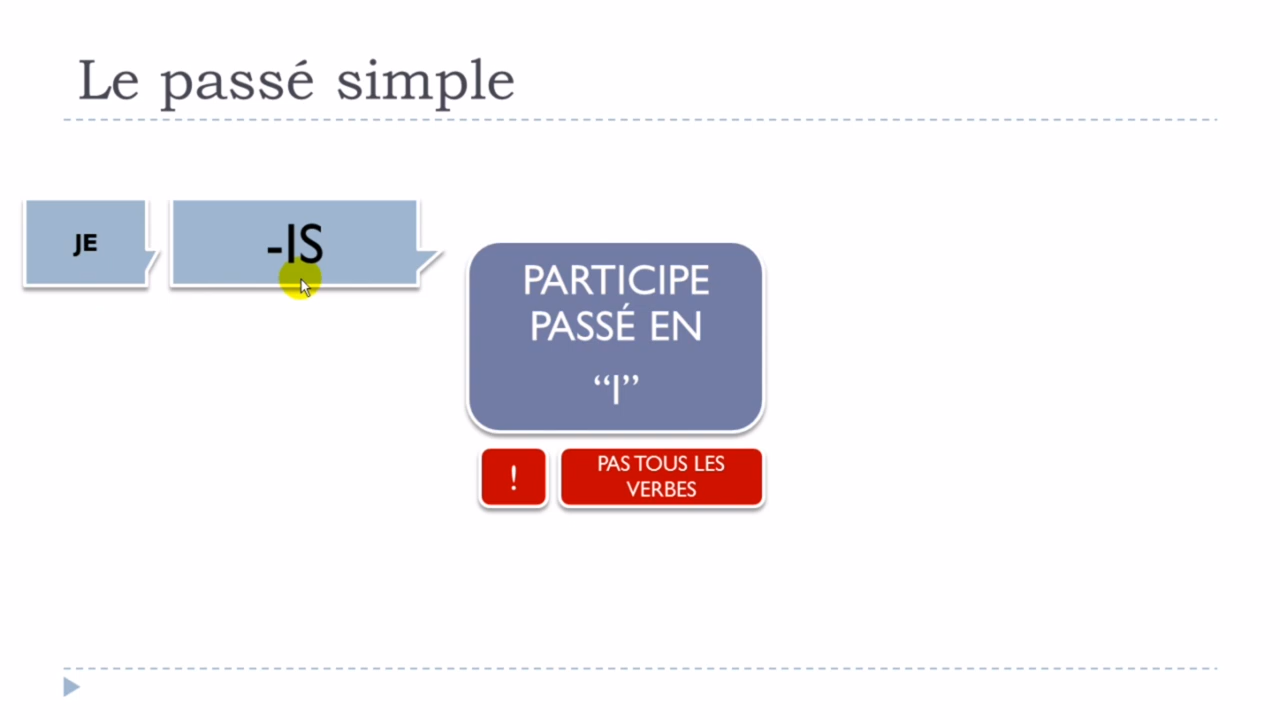 Le passé simple
JE
-IS
PARTICIPE
PASSÉ EN
“I”
!
PAS TOUS LES
VERBES